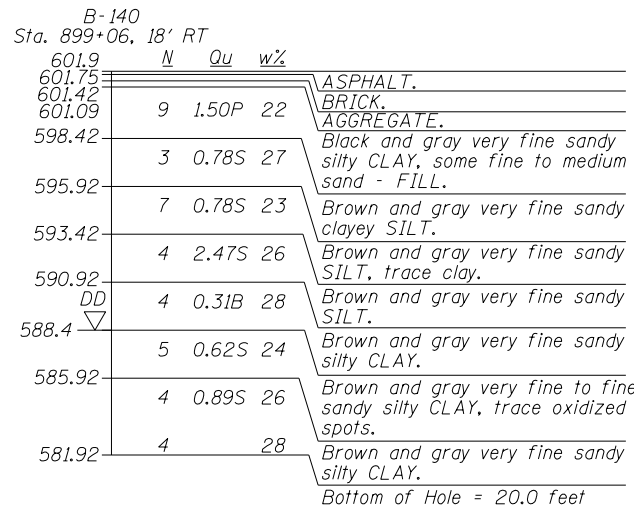 B-140
Sta. 899+06, 18' RT
601.9 N Qu w%
601.75 ASPHALT.
601.42 BRICK.
601.09 9 1.50P 22 AGGREGATE.
598.42 Black and gray very fine sandy
3 0.78S 27 silty CLAY, some fine to medium
sand - FILL.
595.92
7 0.78S 23 Brown and gray very fine sandy
clayey SILT.
593.42
4 2.47S 26 Brown and gray very fine sandy
SILT, trace clay.
590.92
DD 4 0.31B 28 Brown and gray very fine sandy
SILT.
588.4
5 0.62S 24 Brown and gray very fine sandy
silty CLAY.
585.92
4 0.89S 26 Brown and gray very fine to fine
sandy silty CLAY, trace oxidized
spots.
4 28 Brown and gray very fine sandy
581.92 silty CLAY.
Bottom of Hole = 20.0 feet